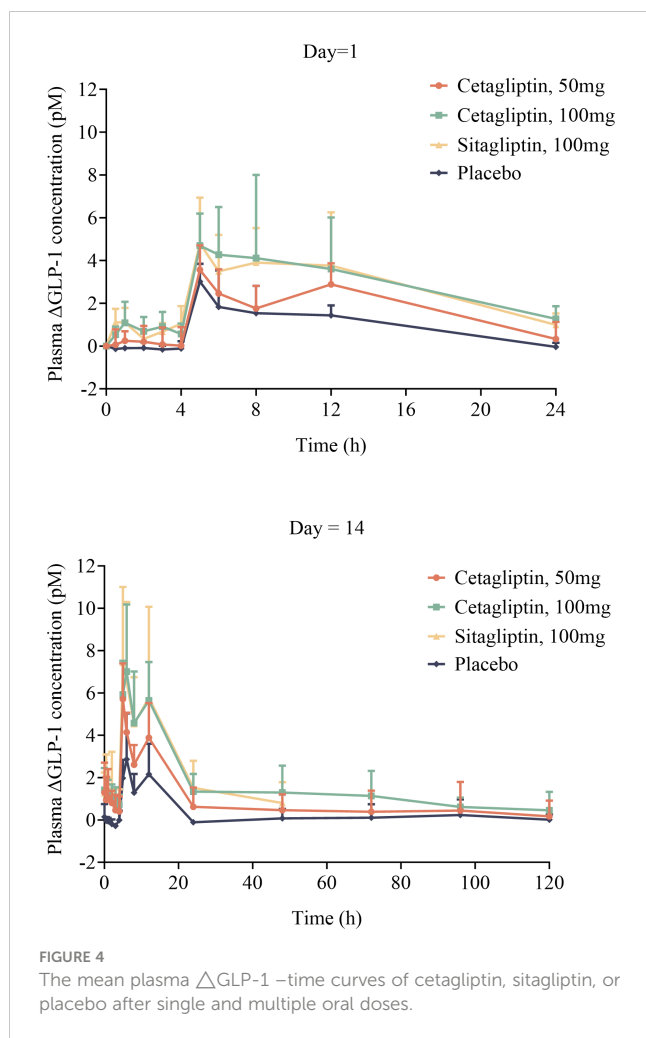 Day=1
Cetagliptin, 50mg
Cetagliptin, 100mg
Sitagliptin, 100mg
Placebo
Plasma ΔGLP-1 concentration (pM)
12
10
8
6
4
2
0
-2
0 4 8 12 16 20 24
Time (h)
Day = 14
Cetagliptin, 50mg
Cetagliptin, 100mg
Sitagliptin, 100mg
Placebo
Plasma ΔGLP-1 concentration (pM)
12
10
8
6
4
2
0
-2
0 20 40 60 80 100 120
Time (h)
FIGURE 4
The mean plasma △GLP-1 –time curves of cetagliptin, sitagliptin, or
placebo after single and multiple oral doses.